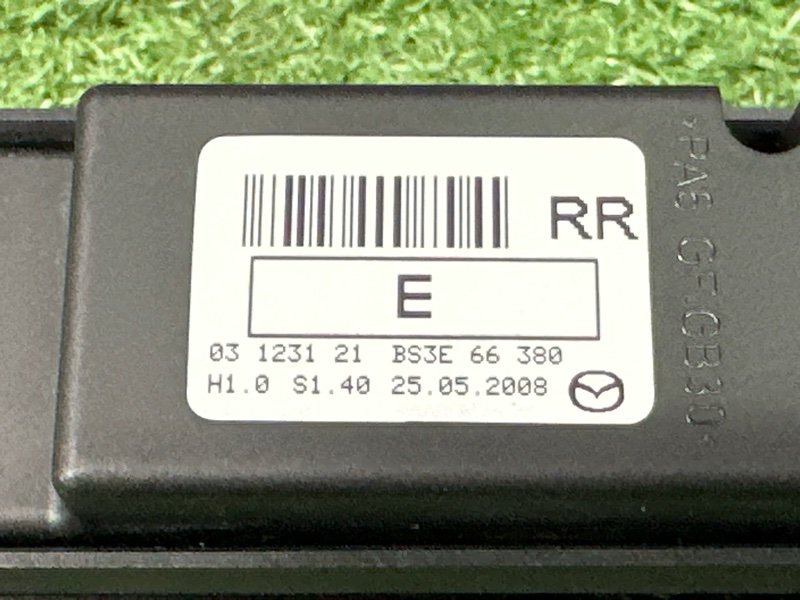 RR
E
03 1231 21 BS3E 66 380
H1.0 S1.40 25.05.2008
>PA6 GF.GB30<